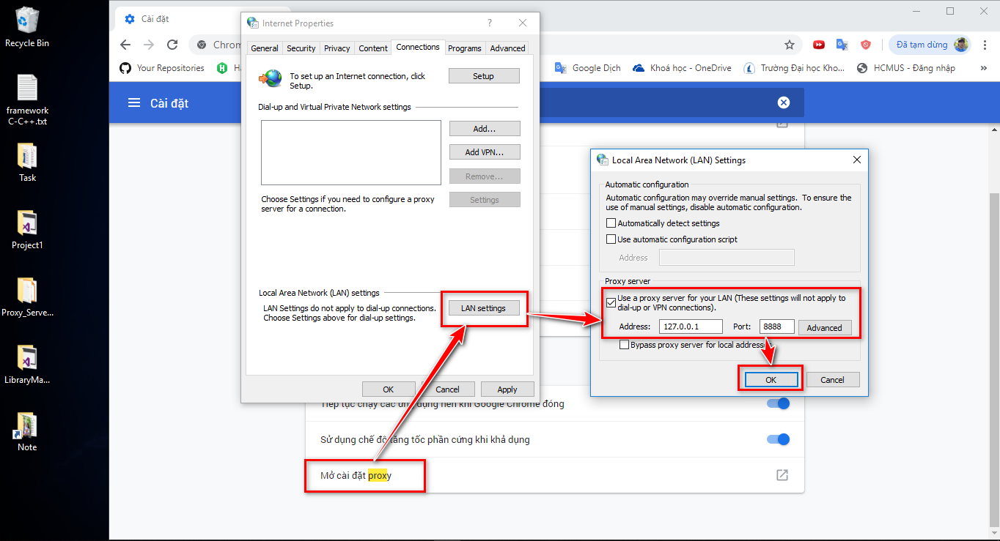 Recycle Bin
framework
C-C++.txt
Task
Project1
Proxy_Serve...
LibraryMa...
Note
Cài đặt
Chrom
Đã tạm dừng
Your Repositories
Google Dịch
Khoá học - OneDrive
Trường Đại học Kho...
HCMUS - Đăng nhập
»
Cài đặt
Internet Properties
?
General
Security
Privacy
Content
Connections
Programs
Advanced
To set up an Internet connection, click
Setup.
Setup
Dial-up and Virtual Private Network settings
Add...
Add VPN...
Remove...
Settings
Choose Settings if you need to configure a proxy
server for a connection.
Local Area Network (LAN) settings
LAN Settings do not apply to dial-up connections.
Choose Settings above for dial-up settings.
LAN settings
OK
Cancel
Apply
Local Area Network (LAN) Settings
Automatic configuration
Automatic configuration may override manual settings. To ensure the
use of manual settings, disable automatic configuration.
Automatically detect settings
Use automatic configuration script
Address
Proxy server
Use a proxy server for your LAN (These settings will not apply to
dial-up or VPN connections).
Address: 127.0.0.1 Port: 8888 Advanced
Bypass proxy server for local addresses
OK
Cancel
Tiếp tục chạy các ứng dụng nền khi Google Chrome đóng
Sử dụng chế độ tăng tốc phần cứng khi khả dụng
Mở cài đặt proxy